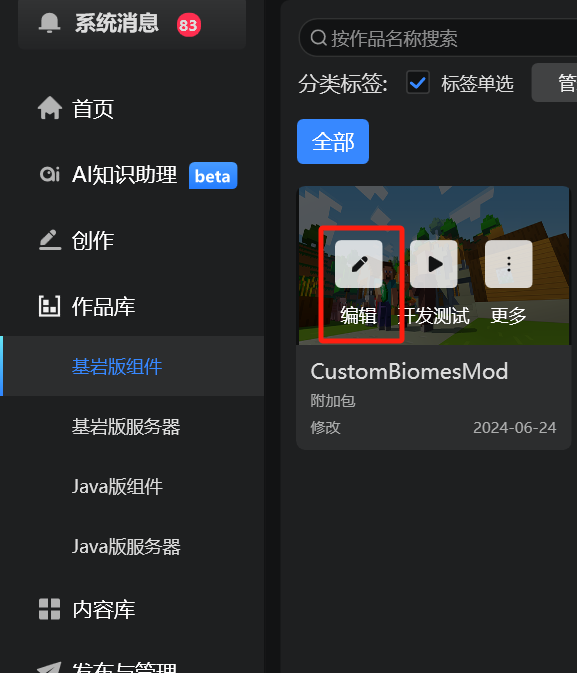 系统消息 83
首页
AI知识助理 beta
创作
作品库
基岩版组件
基岩版服务器
Java版组件
Java版服务器
内容库
发布与管理
按作品名称搜索
分类标签: 标签单选 管
全部
编辑 开发测试 更多
CustomBiomesMod
附加包
修改 2024-06-24